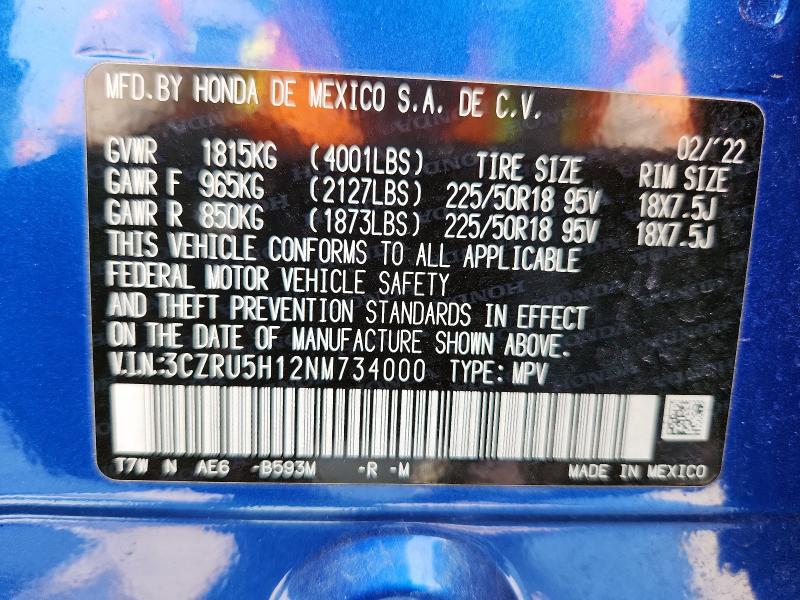 MFD.BY HONDA DE MEXICO S.A. DE C.V.
02/'22
GVWR 1815KG (4001LBS) TIRE SIZE RIM SIZE
GAWR F 965KG (2127LBS) 225/50R18 95V 18X7.5J
GAWR R 850KG (1873LBS) 225/50R18 95V 18X7.5J
THIS VEHICLE CONFORMS TO ALL APPLICABLE
FEDERAL MOTOR VEHICLE SAFETY
AND THEFT PREVENTION STANDARDS IN EFFECT
ON THE DATE OF MANUFACTURE SHOWN ABOVE.
V.I.N:3CZRU5H12NM734000 TYPE: MPV
T7W N AE6 -B593M -R -M MADE IN MEXICO